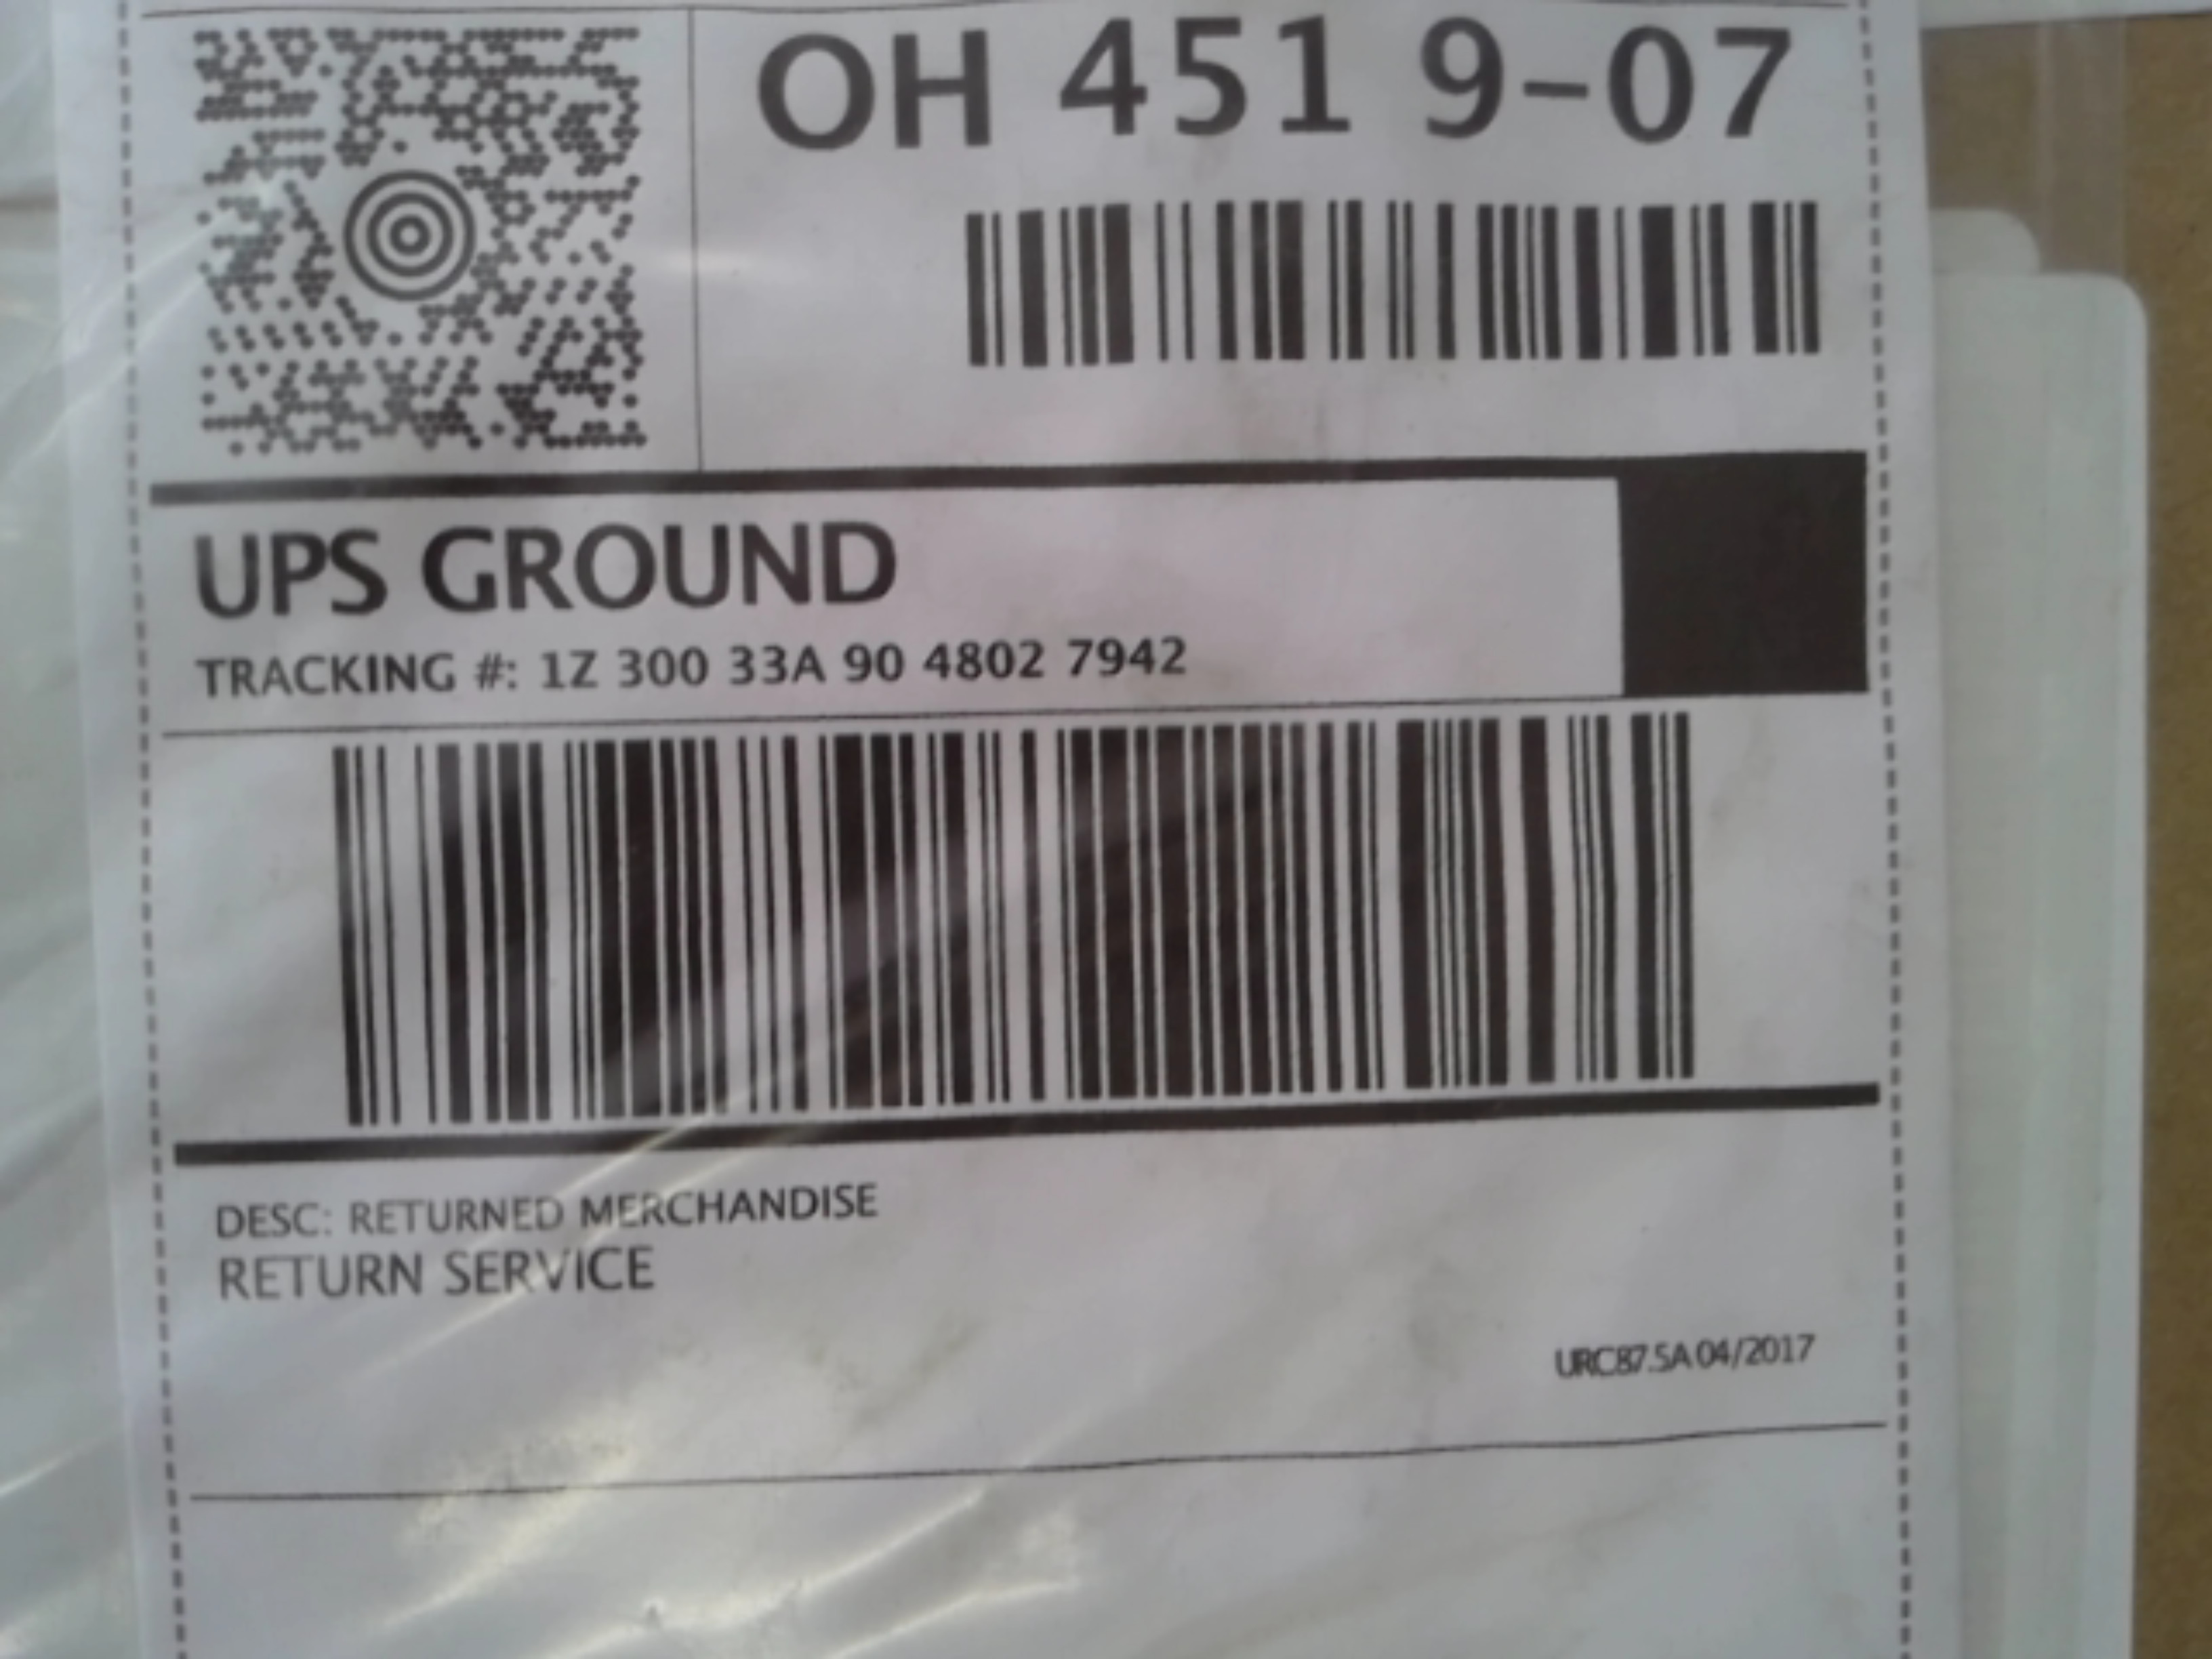 OH 451 9-07
UPS GROUND
TRACKING #: 1Z 300 33A 90 4802 7942
DESC: RETURNED MERCHANDISE
RETURN SERVICE
URC87.5A 04/2017